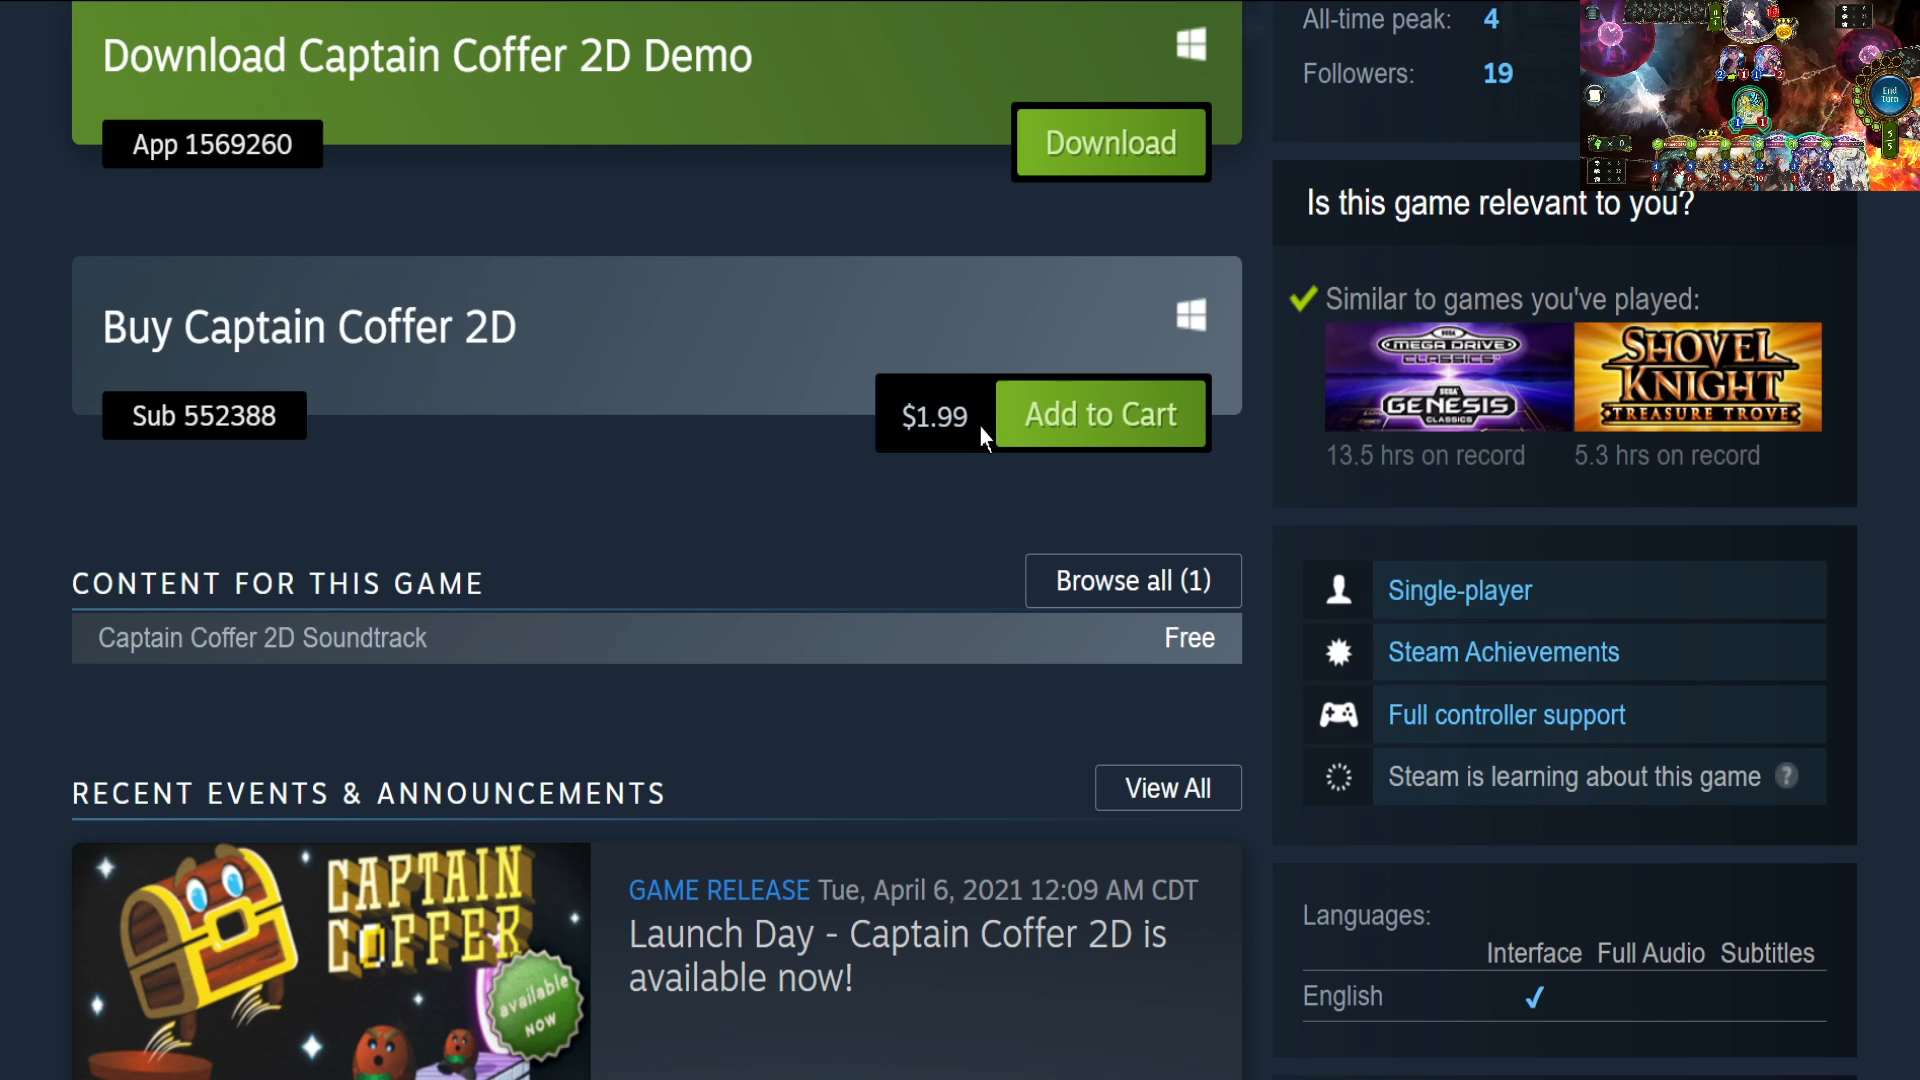 Download Captain Coffer 2D Demo
App 1569260
Download
Buy Captain Coffer 2D
Sub 552388
$1.99
Add to Cart
CONTENT FOR THIS GAME
Browse all (1)
Captain Coffer 2D Soundtrack
Free
RECENT EVENTS & ANNOUNCEMENTS
View All
CAPTAIN
COFFER
available
NOW
GAME RELEASE Tue, April 6, 2021 12:09 AM CDT
Launch Day - Captain Coffer 2D is
available now!
All-time peak: 4
Followers: 19
End
Turn
Is this game relevant to you?
Similar to games you've played:
SEGA
MEGA DRIVE
CLASSICS
SEGA
GENESIS
CLASSICS
SHOVEL
KNIGHT
TREASURE TROVE
13.5 hrs on record
5.3 hrs on record
Single-player
Steam Achievements
Full controller support
Steam is learning about this game ?
Languages:
Interface Full Audio Subtitles
English ✓